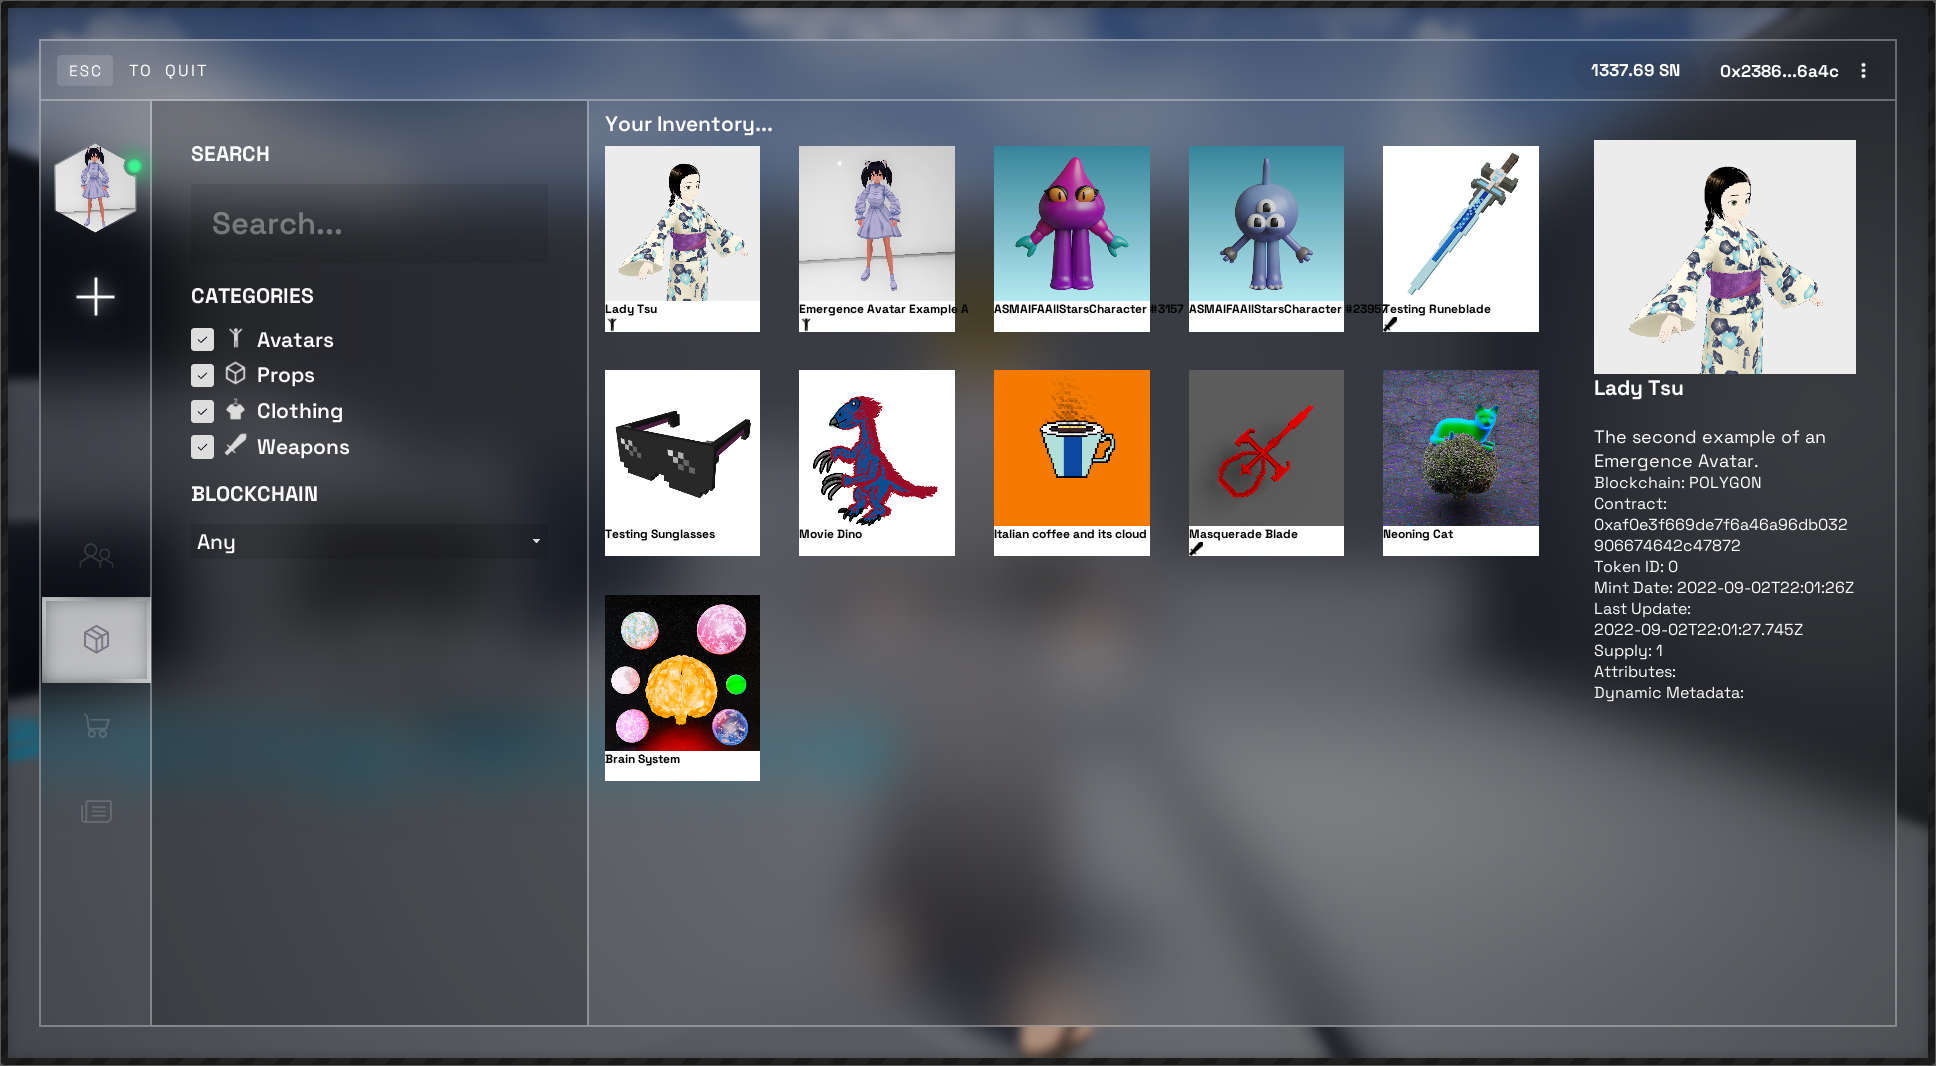 ESC TO QUIT
1337.69 SN
0x2386...6a4c
SEARCH
Search...
CATEGORIES
Avatars
Props
Clothing
Weapons
BLOCKCHAIN
Any
Your Inventory...
Lady Tsu
Emergence Avatar Example A
ASMAIFAAllStarsCharacter #3157
ASMAIFAAllStarsCharacter #23957
Testing Runeblade
Testing Sunglasses
Movie Dino
Italian coffee and its cloud
Masquerade Blade
Neoning Cat
Brain System
Lady Tsu
The second example of an
Emergence Avatar.
Blockchain: POLYGON
Contract:
0xaf0e3f669de7f6a46a96db032
906674642c47872
Token ID: 0
Mint Date: 2022-09-02T22:01:26Z
Last Update:
2022-09-02T22:01:27.745Z
Supply: 1
Attributes:
Dynamic Metadata: